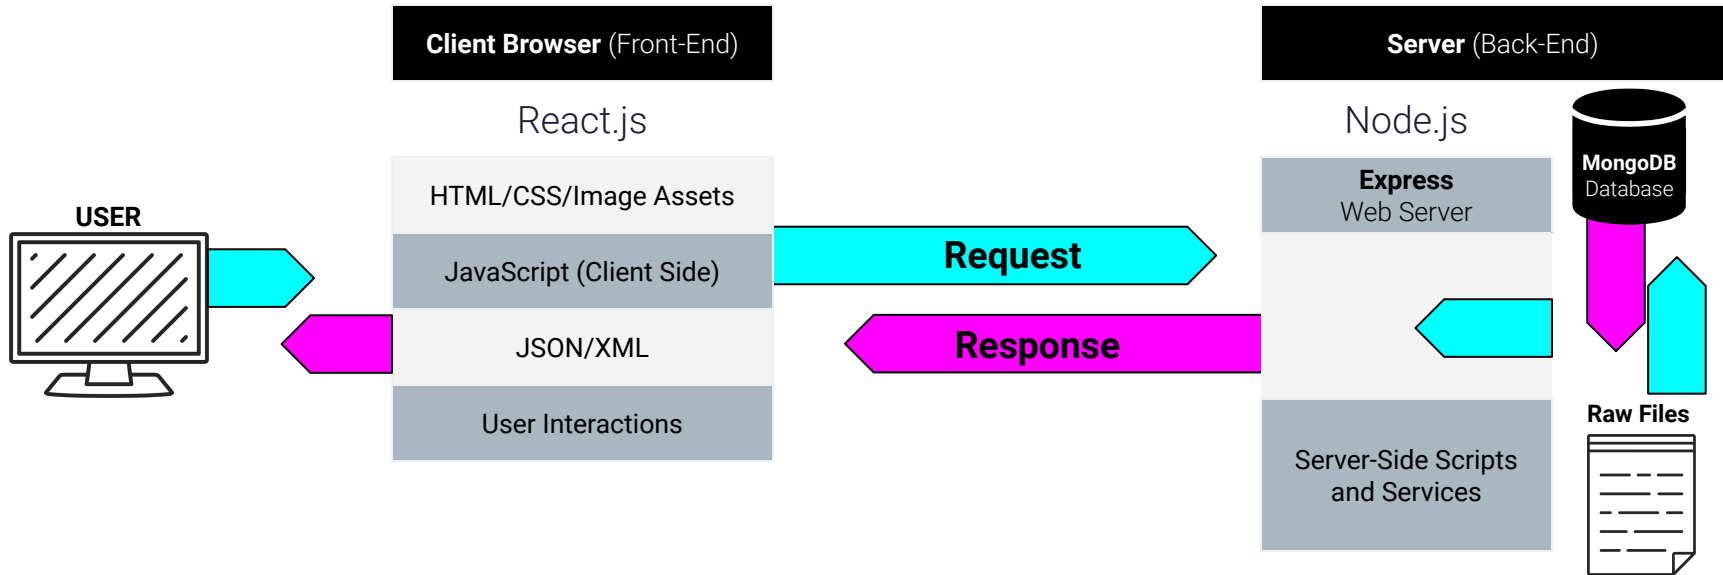 Client Browser (Front-End)
Server (Back-End)
React.js
Node.js
USER
HTML/CSS/Image Assets
JavaScript (Client Side)
JSON/XML
User Interactions
Request
Response
Express
Web Server
Server-Side Scripts
and Services
MongoDB
Database
Raw Files